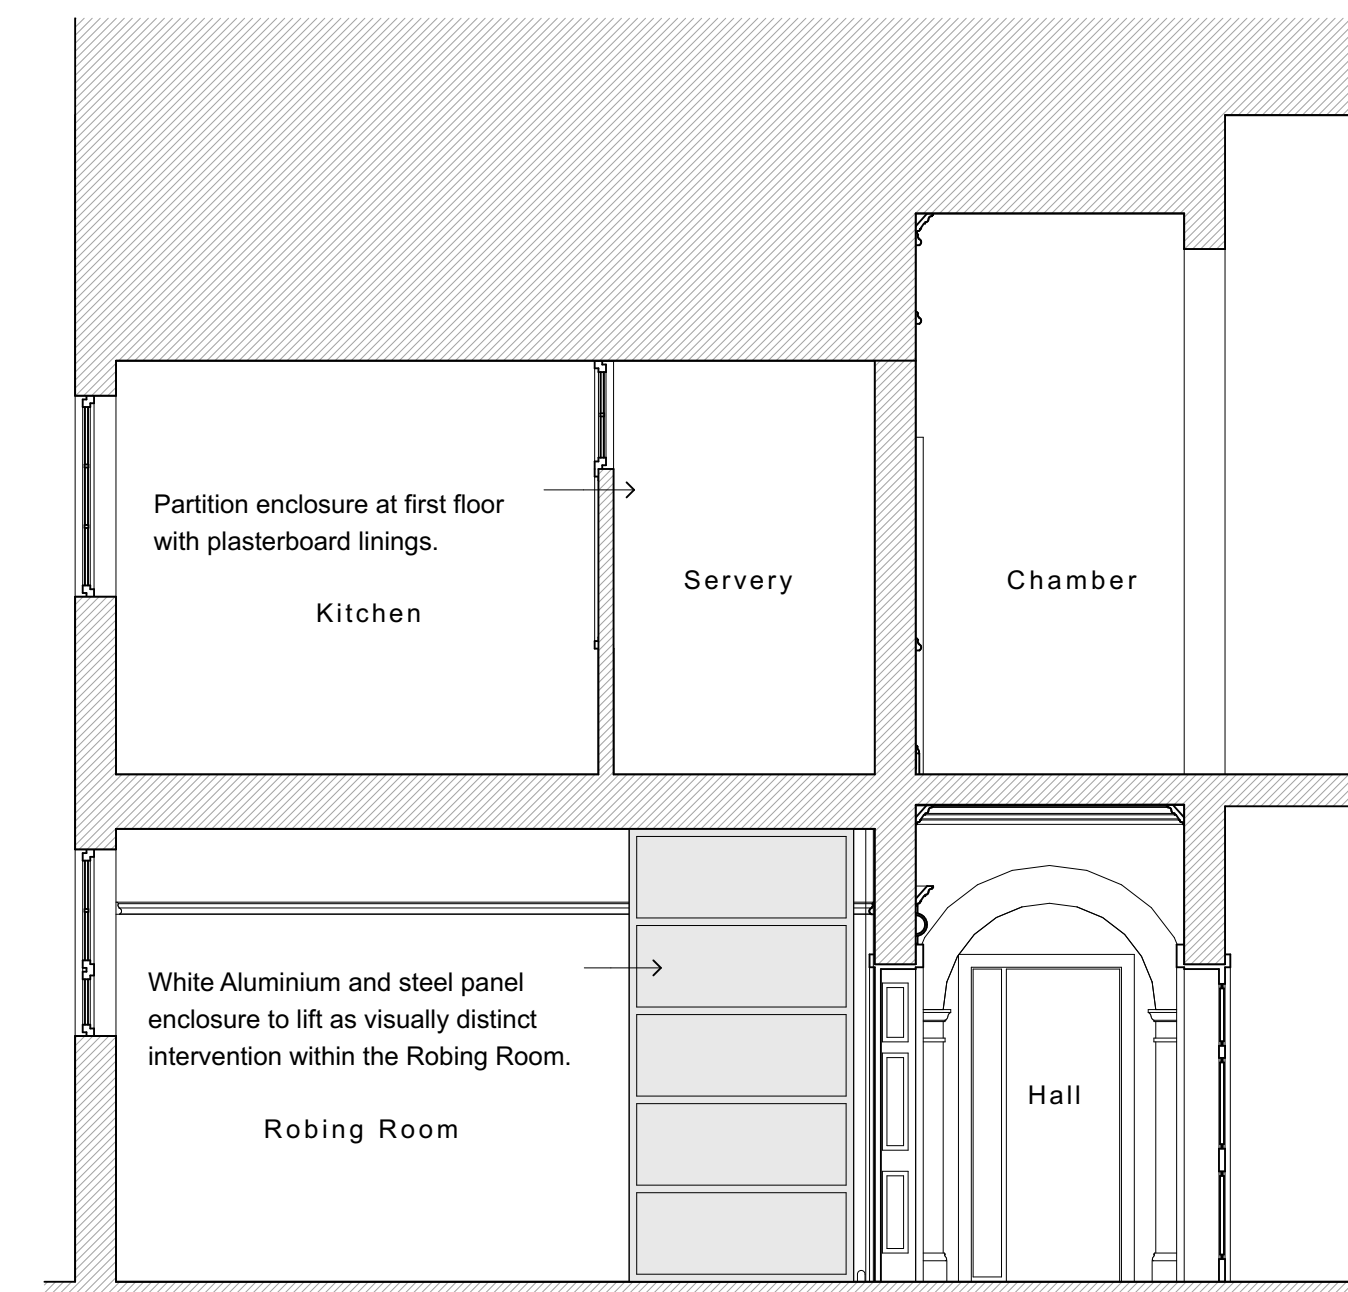 Partition enclosure at first floor
with plasterboard linings.
Kitchen
Servery
Chamber
White Aluminium and steel panel
enclosure to lift as visually distinct
intervention within the Robing Room.
Robing Room
Hall